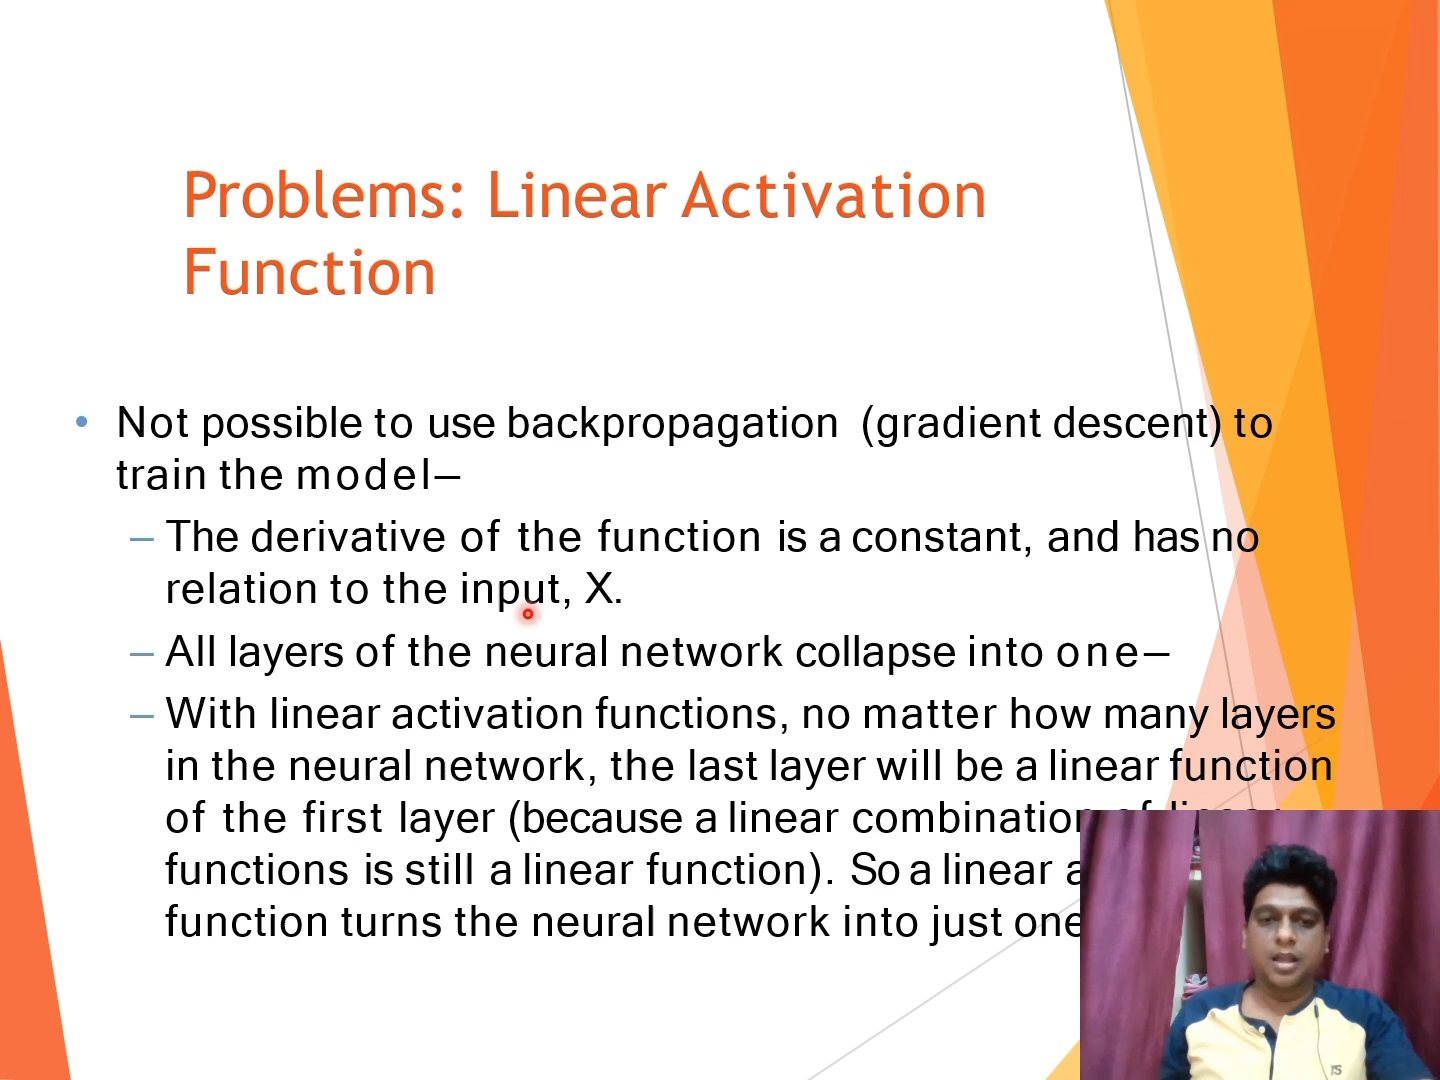 Problems: Linear Activation
Function
• Not possible to use backpropagation (gradient descent) to
train the model—
– The derivative of the function is a constant, and has no
relation to the input, X.
– All layers of the neural network collapse into one—
– With linear activation functions, no matter how many layers
in the neural network, the last layer will be a linear function
of the first layer (because a linear combination of linear
functions is still a linear function). So a linear
function turns the neural network into just one